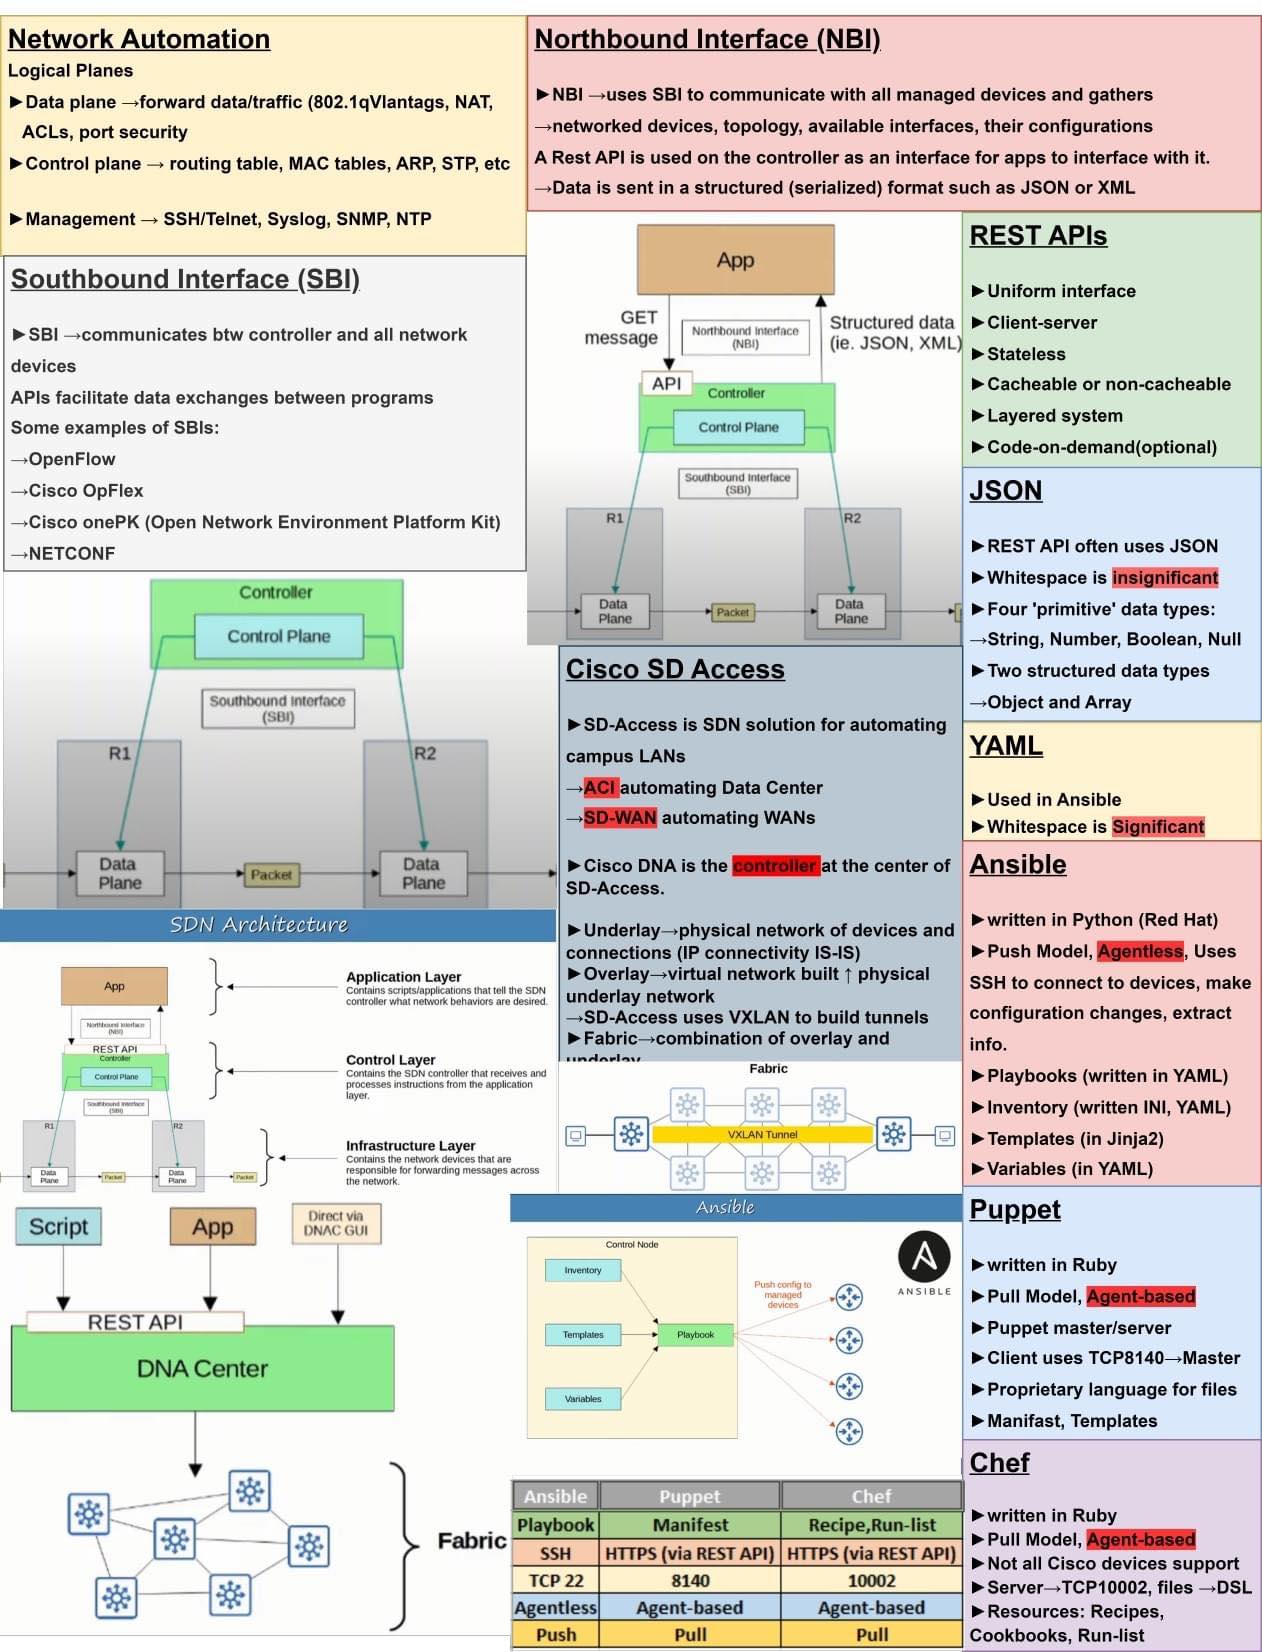 Network Automation
Logical Planes
►Data plane →forward data/traffic (802.1qVlantags, NAT,
ACLs, port security
►Control plane → routing table, MAC tables, ARP, STP, etc
►Management → SSH/Telnet, Syslog, SNMP, NTP
Northbound Interface (NBI)
►NBI →uses SBI to communicate with all managed devices and gathers
→networked devices, topology, available interfaces, their configurations
A Rest API is used on the controller as an interface for apps to interface with it.
→Data is sent in a structured (serialized) format such as JSON or XML
Southbound Interface (SBI)
►SBI →communicates btw controller and all network
devices
APIs facilitate data exchanges between programs
Some examples of SBIs:
→OpenFlow
→Cisco OpFlex
→Cisco onePK (Open Network Environment Platform Kit)
→NETCONF
App
GET
message
Northbound Interface
(NBI)
Structured data
(ie. JSON, XML)
API
Controller
Control Plane
Southbound Interface
(SBI)
R1
R2
Data
Plane
Packet
Data
Plane
REST APIs
►Uniform interface
►Client-server
►Stateless
►Cacheable or non-cacheable
►Layered system
►Code-on-demand(optional)
JSON
►REST API often uses JSON
►Whitespace is insignificant
►Four 'primitive' data types:
→String, Number, Boolean, Null
►Two structured data types
→Object and Array
YAML
►Used in Ansible
►Whitespace is Significant
Controller
Control Plane
Southbound Interface
(SBI)
R1
R2
Data
Plane
Packet
Data
Plane
Cisco SD Access
►SD-Access is SDN solution for automating
campus LANs
→ACI automating Data Center
→SD-WAN automating WANs
►Cisco DNA is the controller at the center of
SD-Access.
►Underlay→physical network of devices and
connections (IP connectivity IS-IS)
►Overlay→virtual network built ↑ physical
underlay network
→SD-Access uses VXLAN to build tunnels
►Fabric→combination of overlay and
underlay
Fabric
VXLAN Tunnel
SDN Architecture
App
Northbound Interface
(NBI)
REST API
Controller
Control Plane
Southbound Interface
(SBI)
R1
R2
Data
Plane
Packet
Data
Plane
Packet
Application Layer
Contains scripts/applications that tell the SDN
controller what network behaviors are desired.
Control Layer
Contains the SDN controller that receives and
processes instructions from the application
layer.
Infrastructure Layer
Contains the network devices that are
responsible for forwarding messages across
the network.
Script
App
Direct via
DNAC GUI
REST API
DNA Center
Fabric
Ansible
Control Node
Inventory
Templates
Variables
Playbook
Push config to
managed
devices
ANSIBLE
Ansible
►written in Python (Red Hat)
►Push Model, Agentless, Uses
SSH to connect to devices, make
configuration changes, extract
info.
►Playbooks (written in YAML)
►Inventory (written INI, YAML)
►Templates (in Jinja2)
►Variables (in YAML)
Puppet
►written in Ruby
►Pull Model, Agent-based
►Puppet master/server
►Client uses TCP8140→Master
►Proprietary language for files
►Manifast, Templates
Chef
►written in Ruby
►Pull Model, Agent-based
►Not all Cisco devices support
►Server→TCP10002, files →DSL
►Resources: Recipes,
Cookbooks, Run-list
Ansible Puppet Chef
Playbook Manifest Recipe,Run-list
SSH HTTPS (via REST API) HTTPS (via REST API)
TCP 22 8140 10002
Agentless Agent-based Agent-based
Push Pull Pull